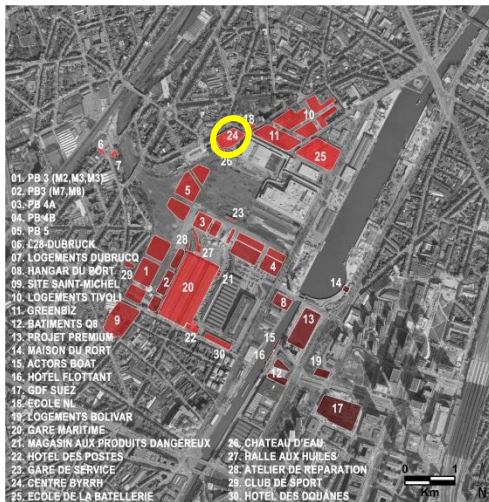 18
10
24
11
25
6
7
26
5
23
3
28
27
4
29
1
2
20
21
14
8
9
22
13
30
15
16
12
19
17
01. PB 3 (M2,M3,M3)
02. PB3 (M7,M8)
03. PB 4A
04. PB 4B
05. PB 5
06. L28-DUBRUCK
07. LOGEMENTS DUBRUCQ
08. HANGAR DU PORT
09. SITE SAINT-MICHEL
10. LOGEMENTS TIVOLI
11. GREENBIZ
12. BATIMENTS Q8
13. PROJET PREMIUM
14. MAISON DU PORT
15. ACTORS BOAT
16. HOTEL FLOTTANT
17. GDF SUEZ
18. ECOLE NL
19. LOGEMENTS BOLIVAR
20. GARE MARITIME
21. MAGASIN AUX PRODUITS DANGEREUX
22. HOTEL DES POSTES
23. GARE DE SERVICE
24. CENTRE BYRRH
25. ECOLE DE LA BATELLERIE
26. CHATEAU D'EAU
27. HALLE AUX HUILES
28. ATELIER DE REPARATION
29. CLUB DE SPORT
30. HOTEL DES DOUANES
0 1
Km
N